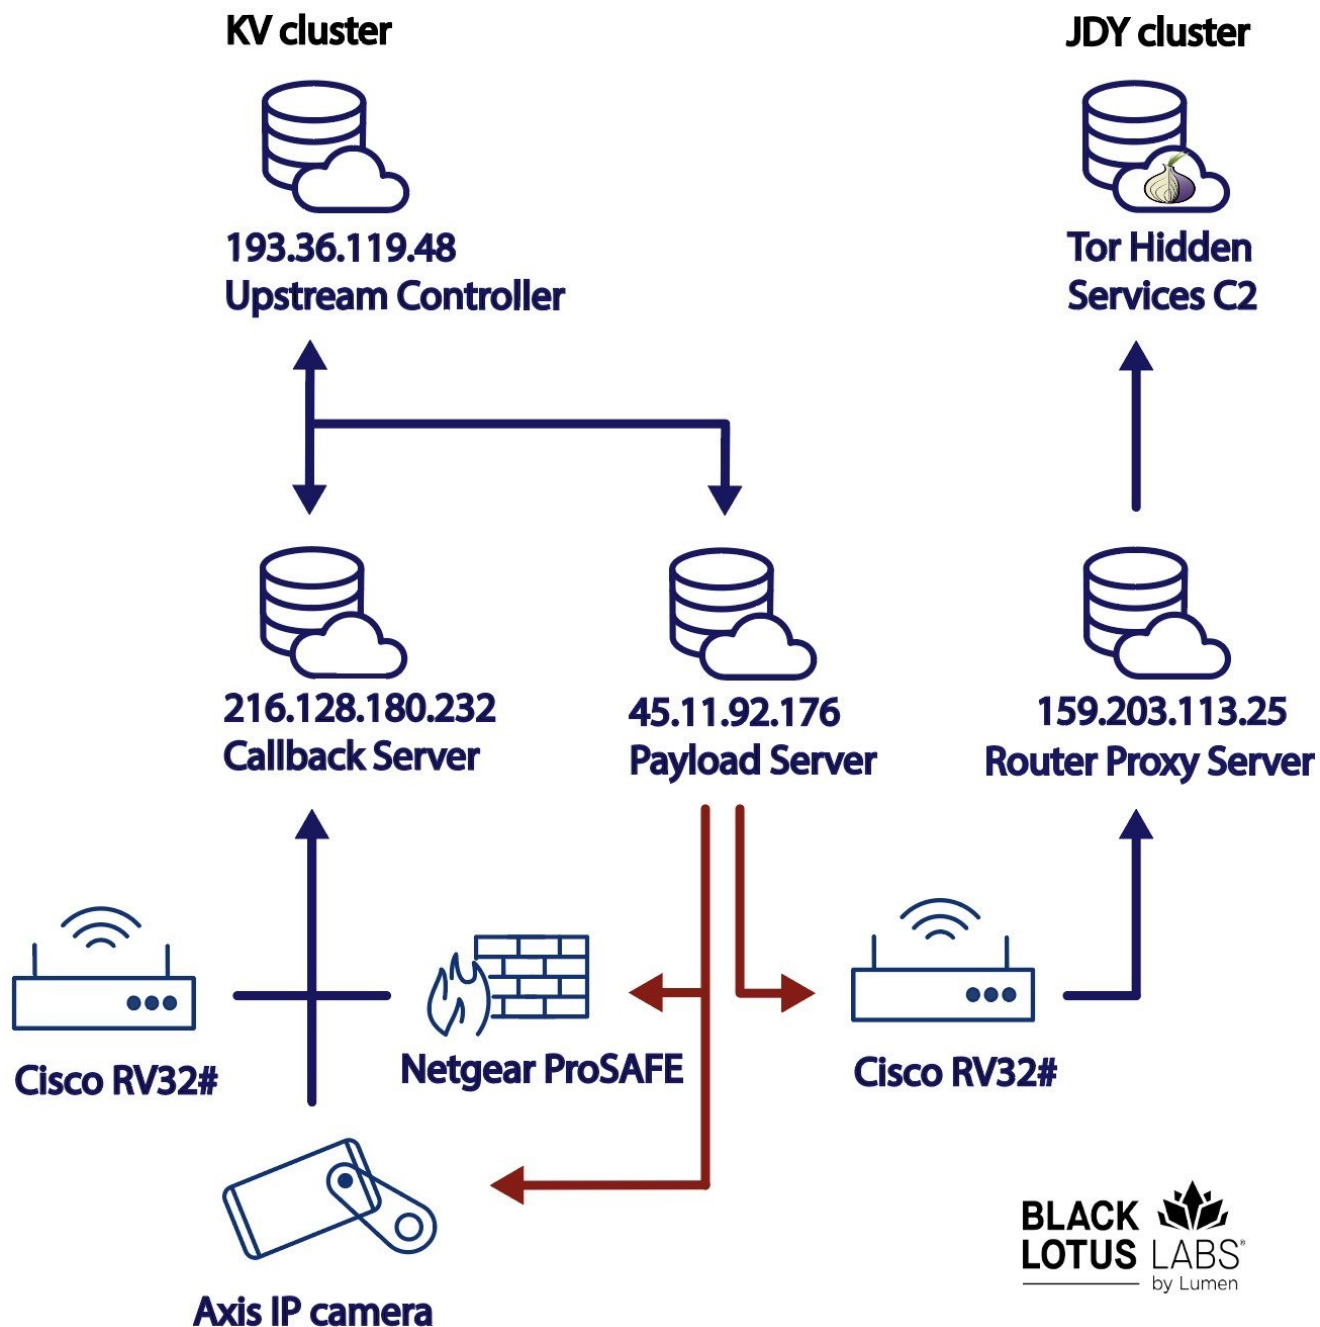 KV cluster
JDY cluster
193.36.119.48
Upstream Controller
Tor Hidden
Services C2
216.128.180.232
Callback Server
45.11.92.176
Payload Server
159.203.113.25
Router Proxy Server
Cisco RV32#
Netgear ProSAFE
Cisco RV32#
Axis IP camera
BLACK
LOTUS LABS®
by Lumen